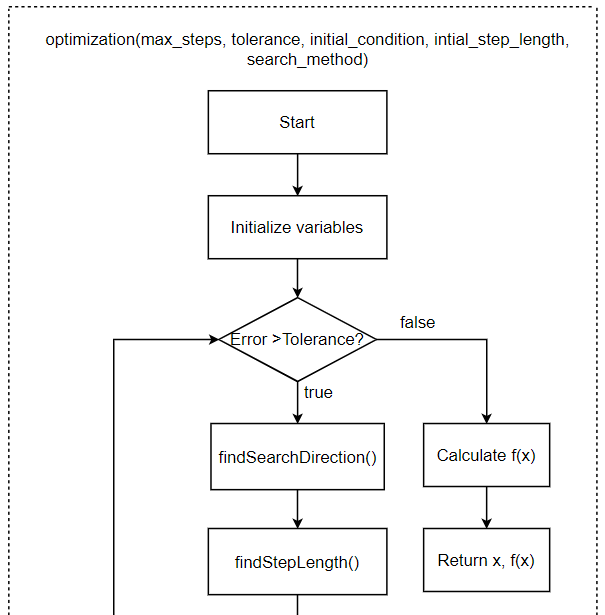 optimization(max_steps, tolerance, initial_condition, intial_step_length,
search_method)
Start
Initialize variables
Error >Tolerance?
false
true
findSearchDirection()
Calculate f(x)
findStepLength()
Return x, f(x)